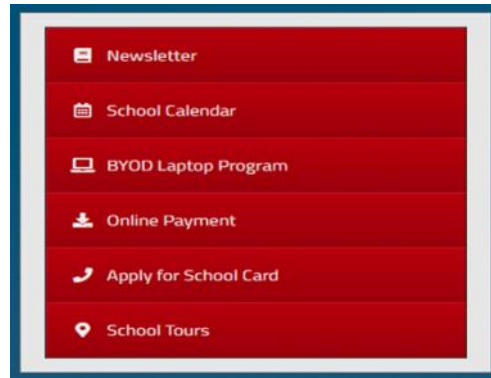 Newsletter
School Calendar
BYOD Laptop Program
Online Payment
Apply for School Card
School Tours